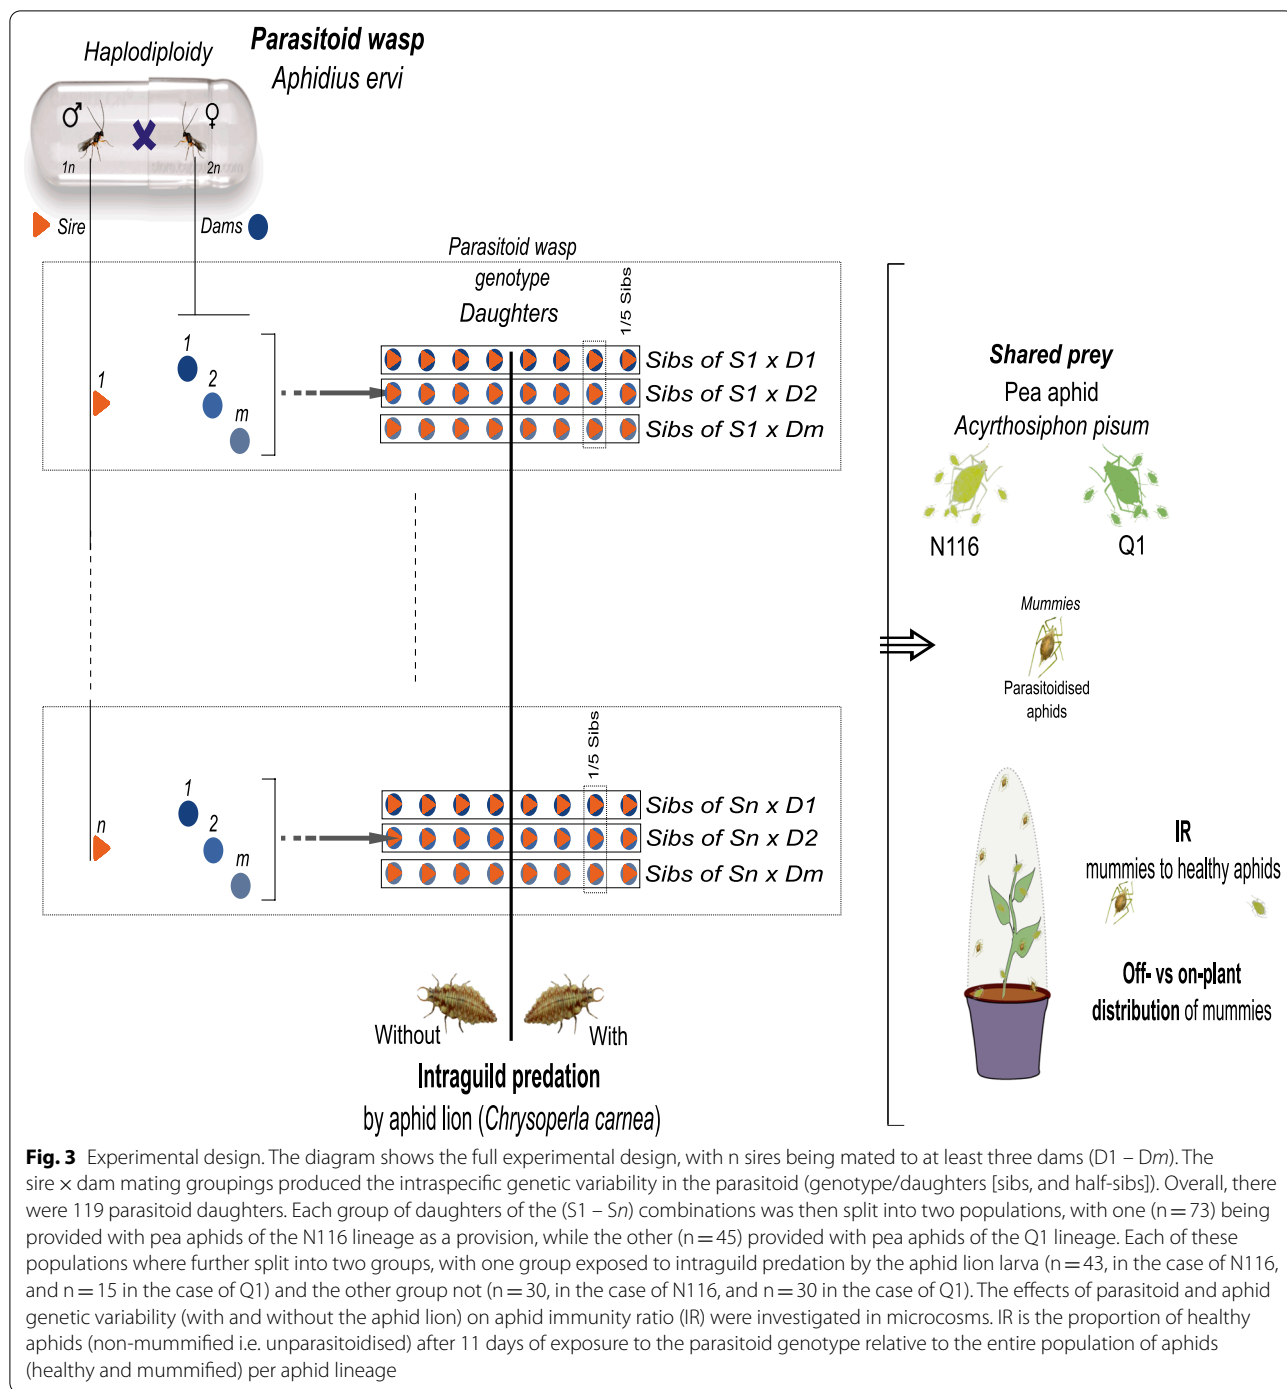 Haplodiploidy
Parasitoid wasp
Aphidius ervi
♂
♀
1n
2n
Sire
Dams
Parasitoid wasp
genotype
Daughters
1/5 Sibs
1
1
2
m
Sibs of S1 x D1
Sibs of S1 x D2
Sibs of S1 x Dm
1/5 Sibs
n
1
2
m
Sibs of Sn x D1
Sibs of Sn x D2
Sibs of Sn x Dm
Without
With
Intraguild predation
by aphid lion (Chrysoperla carnea)
Shared prey
Pea aphid
Acyrthosiphon pisum
N116
Q1
Mummies
Parasitoidised
aphids
IR
mummies to healthy aphids
Off- vs on-plant
distribution of mummies
Fig. 3 Experimental design. The diagram shows the full experimental design, with n sires being mated to at least three dams (D1 – Dm). The
sire × dam mating groupings produced the intraspecific genetic variability in the parasitoid (genotype/daughters [sibs, and half-sibs]). Overall, there
were 119 parasitoid daughters. Each group of daughters of the (S1 – Sn) combinations was then split into two populations, with one (n = 73) being
provided with pea aphids of the N116 lineage as a provision, while the other (n = 45) provided with pea aphids of the Q1 lineage. Each of these
populations where further split into two groups, with one group exposed to intraguild predation by the aphid lion larva (n = 43, in the case of N116,
and n = 15 in the case of Q1) and the other group not (n = 30, in the case of N116, and n = 30 in the case of Q1). The effects of parasitoid and aphid
genetic variability (with and without the aphid lion) on aphid immunity ratio (IR) were investigated in microcosms. IR is the proportion of healthy
aphids (non-mummified i.e. unparasitoidised) after 11 days of exposure to the parasitoid genotype relative to the entire population of aphids
(healthy and mummified) per aphid lineage